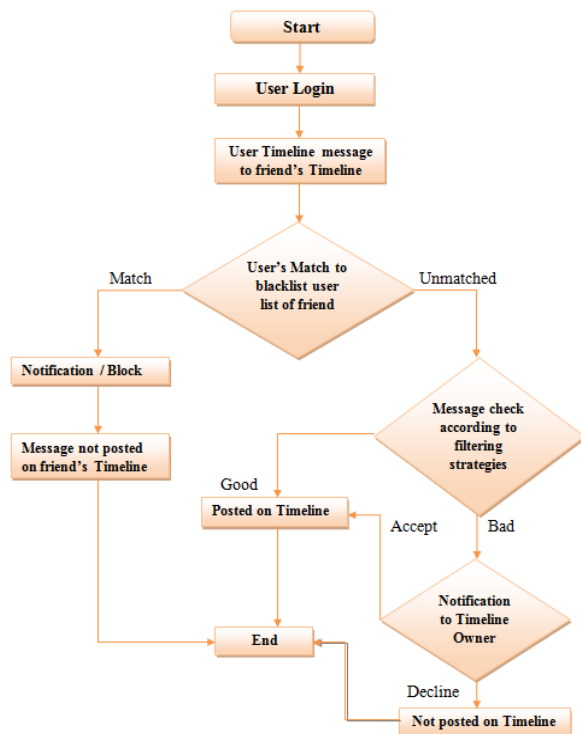 Start
User Login
User Timeline message
to friend's Timeline
User's Match to
blacklist user
list of friend
Match
Unmatched
Notification / Block
Message not posted
on friend's Timeline
Message check
according to
filtering
strategies
Good
Posted on Timeline
Accept
Bad
Notification
to Timeline
Owner
End
Decline
Not posted on Timeline